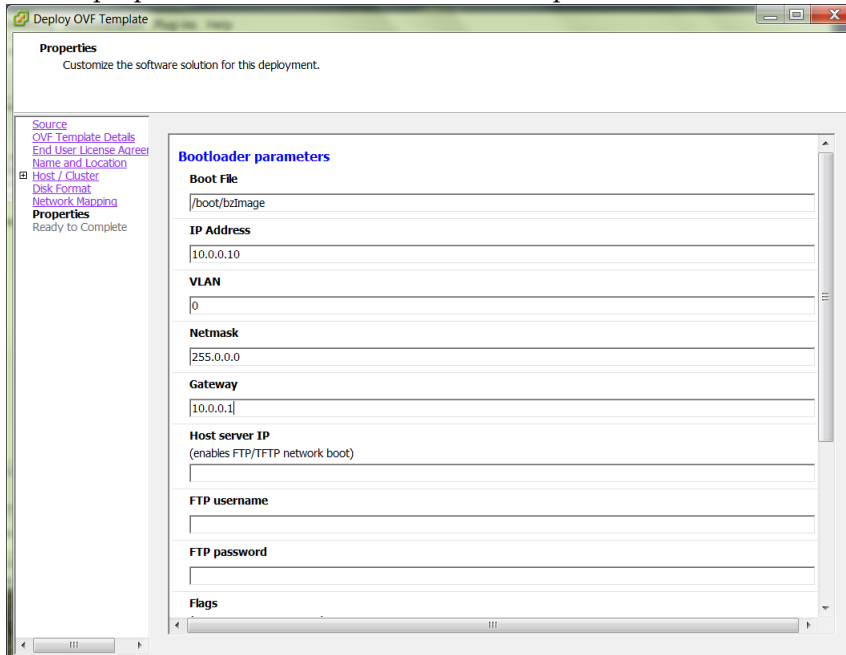 Deploy OVF Template
Properties
Customize the software solution for this deployment.
Source
OVF Template Details
End User License Agreer
Name and Location
Host / Cluster
Disk Format
Network Mapping
Properties
Ready to Complete
Bootloader parameters
Boot File
/boot/bzImage
IP Address
10.0.0.10
VLAN
0
Netmask
255.0.0.0
Gateway
10.0.0.1
Host server IP
(enables FTP/TFTP network boot)
FTP username
FTP password
Flags